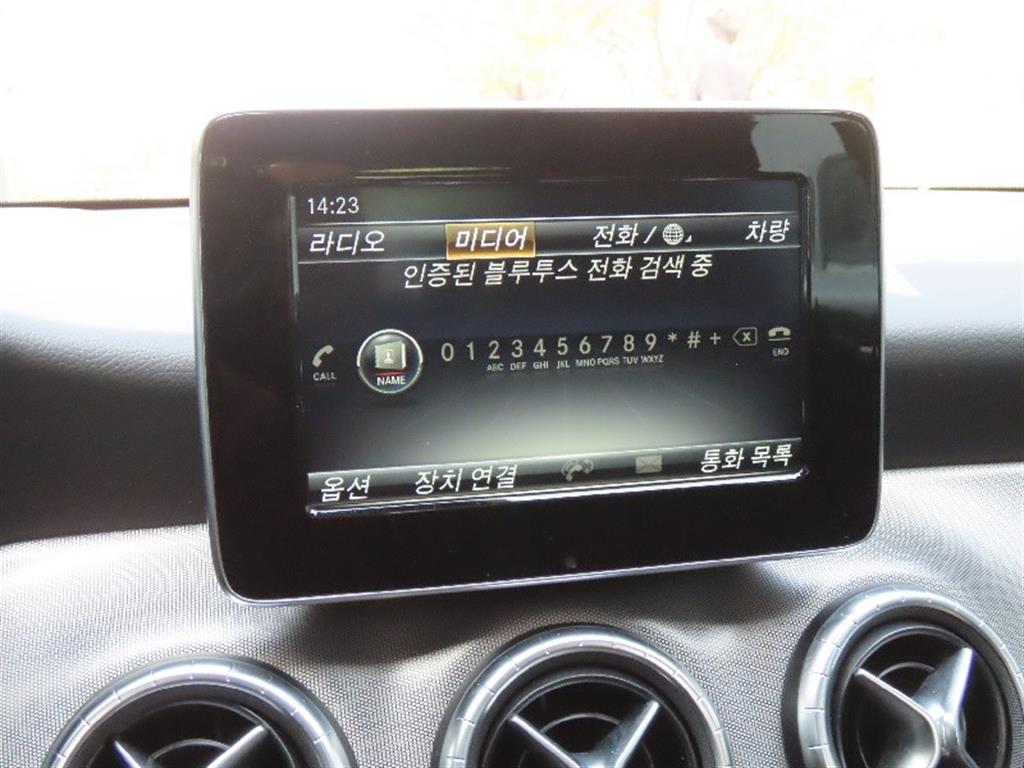 14:23
라디오 미디어 전화 / 차량
인증된 블루투스 전화 검색 중
CALL NAME 0 1 2 3 4 5 6 7 8 9 * # + END
ABC DEF GHI JKL MNO PQRS TUV WXYZ
옵션 장치 연결 통화 목록